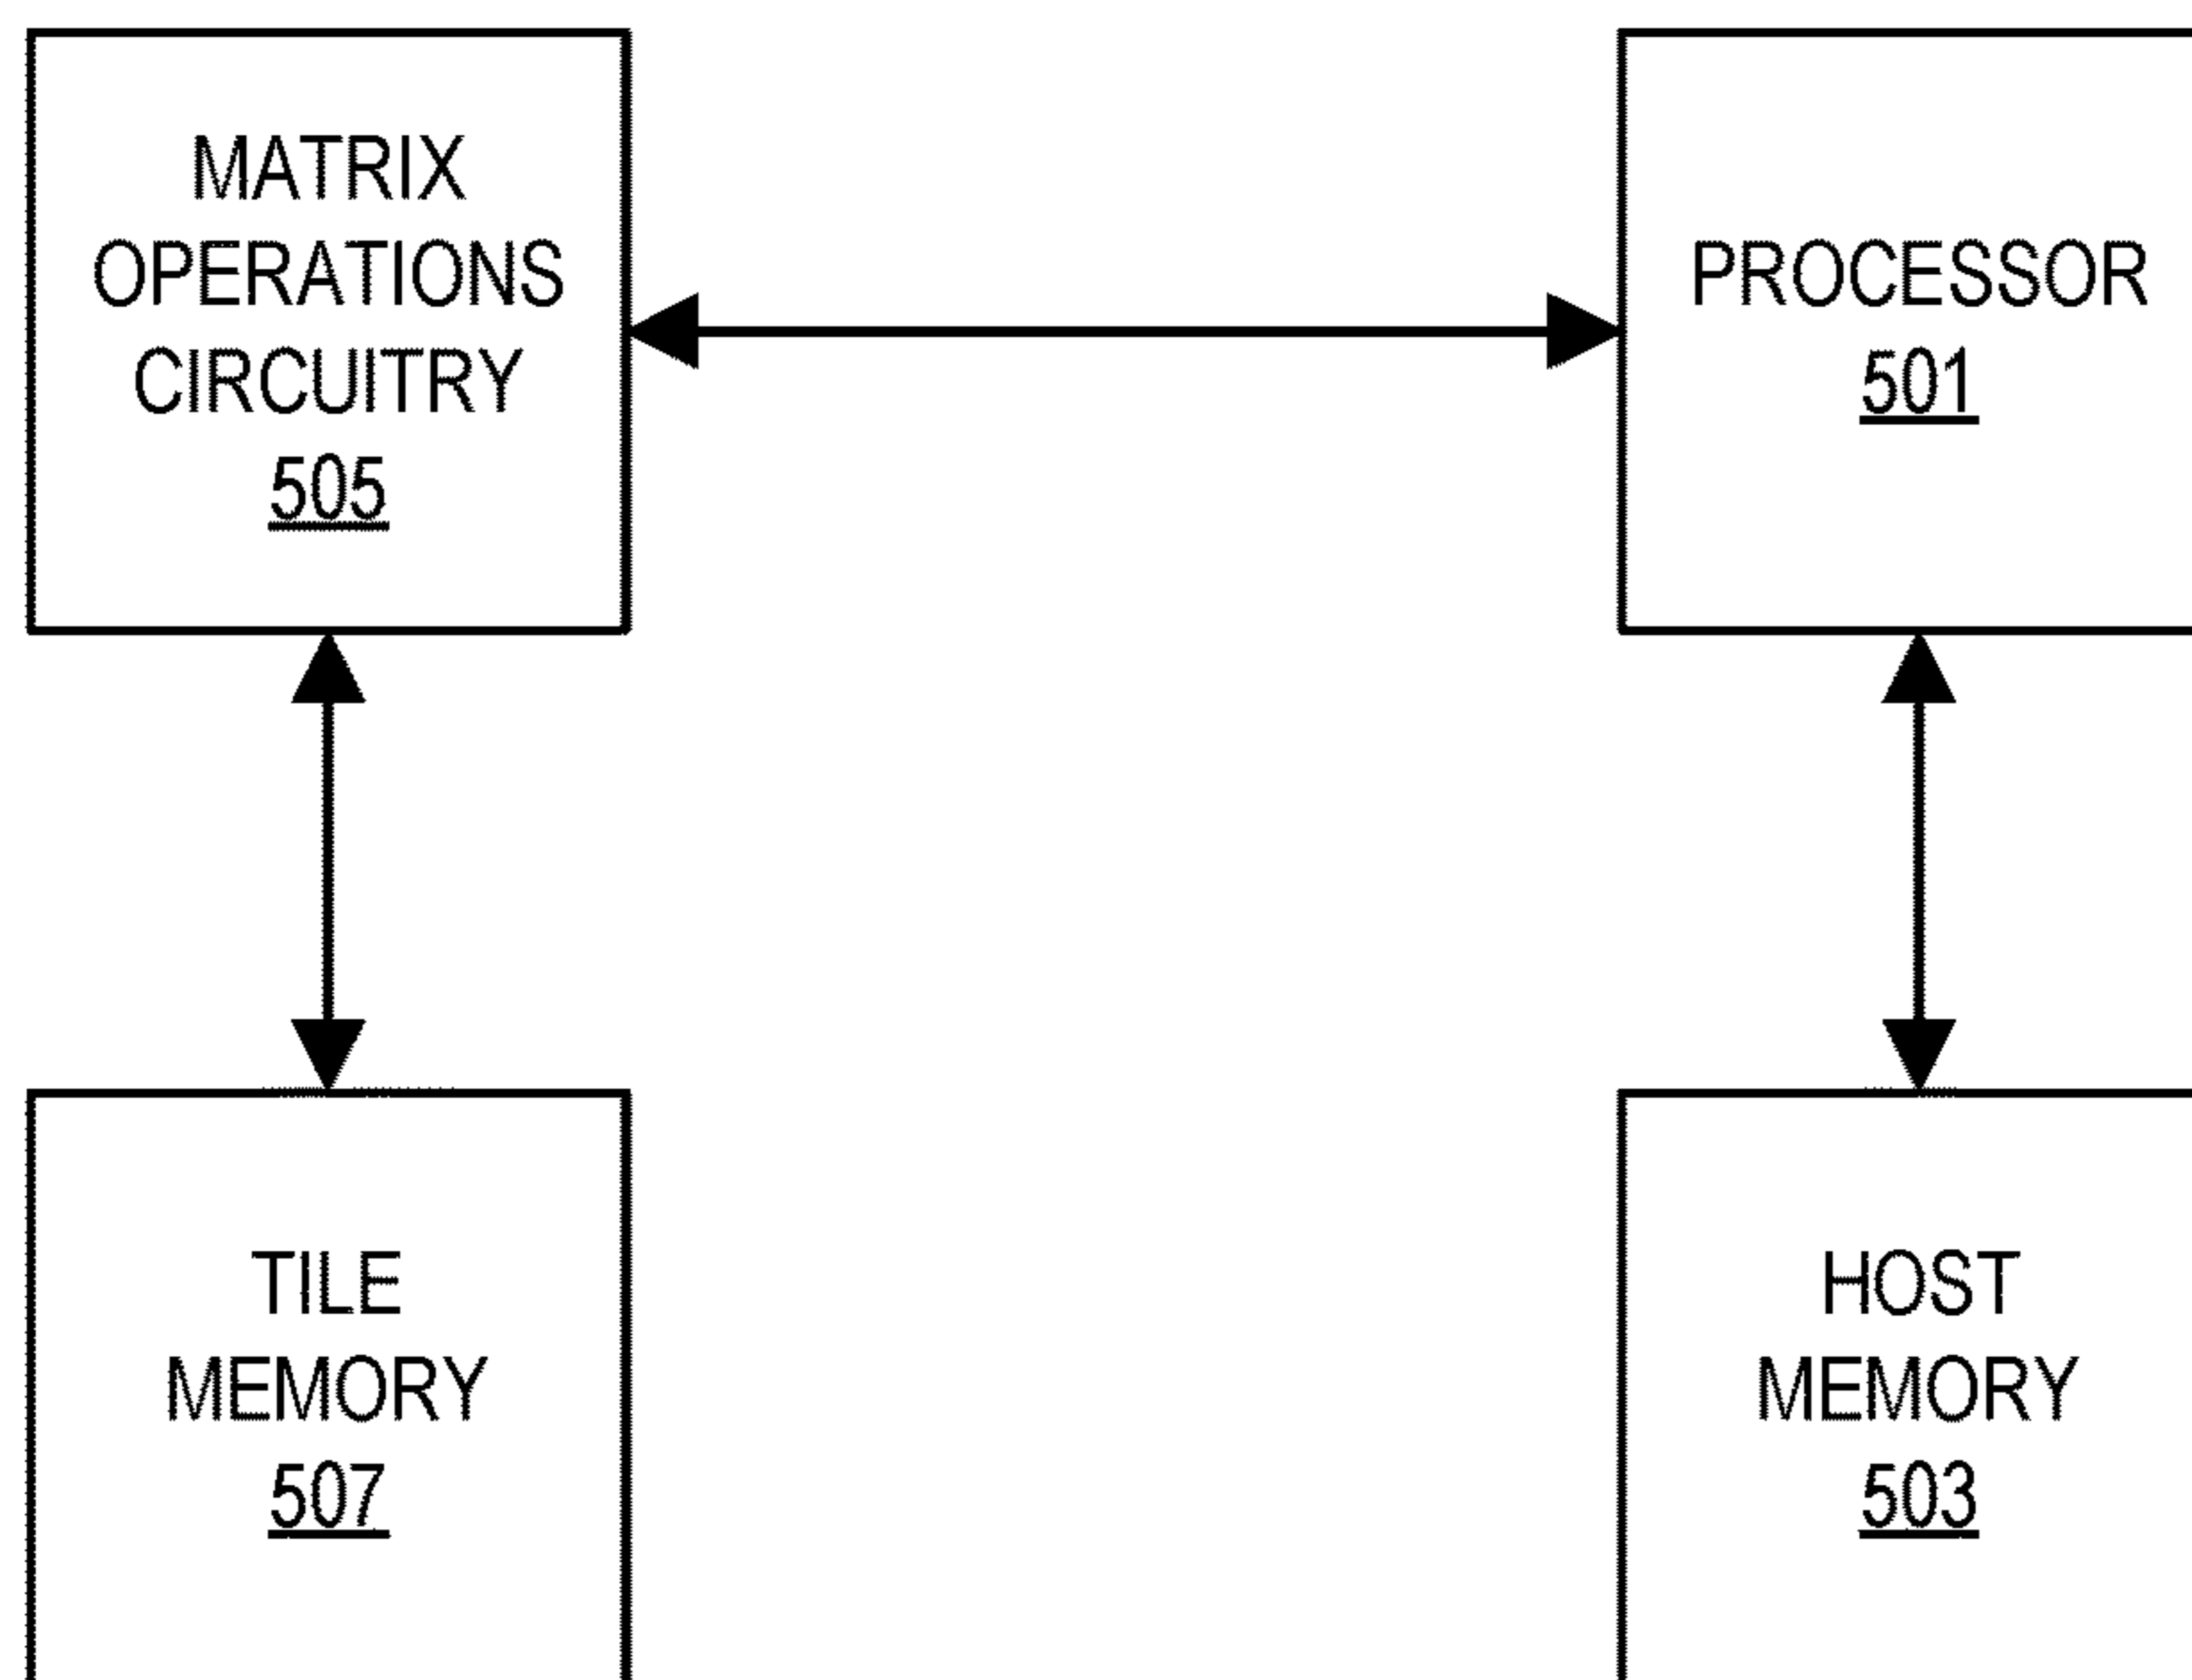 MATRIX
OPERATIONS
CIRCUITRY
505
PROCESSOR
501
TILE
MEMORY
507
HOST
MEMORY
503